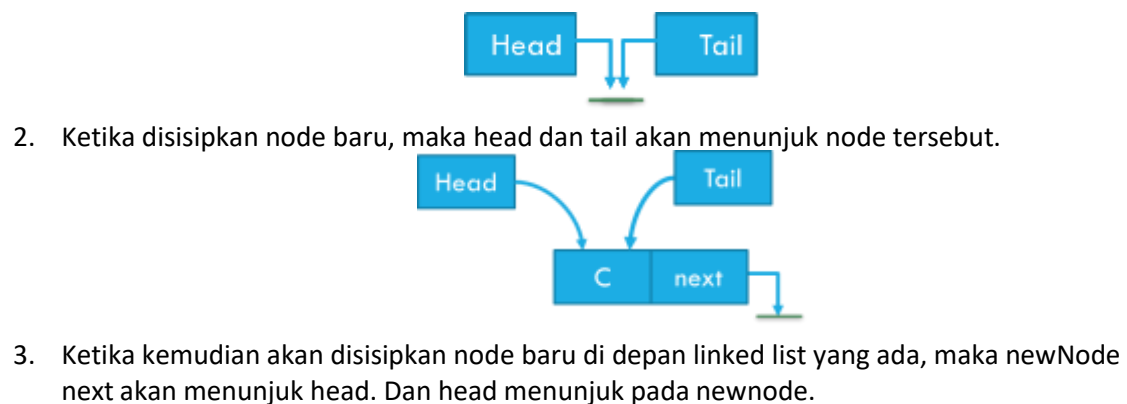 Head Tail
2. Ketika disisipkan node baru, maka head dan tail akan menunjuk node tersebut.
Head Tail
C next
3. Ketika kemudian akan disisipkan node baru di depan linked list yang ada, maka newNode
next akan menunjuk head. Dan head menunjuk pada newnode.